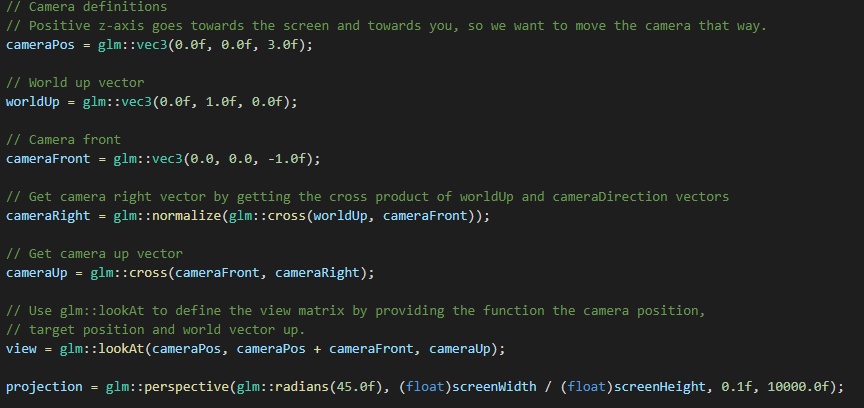 // Camera definitions
// Positive z-axis goes towards the screen and towards you, so we want to move the camera that way.
cameraPos = glm::vec3(0.0f, 0.0f, 3.0f);
// World up vector
worldUp = glm::vec3(0.0f, 1.0f, 0.0f);
// Camera front
cameraFront = glm::vec3(0.0, 0.0, -1.0f);
// Get camera right vector by getting the cross product of worldUp and cameraDirection vectors
cameraRight = glm::normalize(glm::cross(worldUp, cameraFront));
// Get camera up vector
cameraUp = glm::cross(cameraFront, cameraRight);
// Use glm::lookAt to define the view matrix by providing the function the camera position,
// target position and world vector up.
view = glm::lookAt(cameraPos, cameraPos + cameraFront, cameraUp);
projection = glm::perspective(glm::radians(45.0f), (float)screenWidth / (float)screenHeight, 0.1f, 10000.0f);